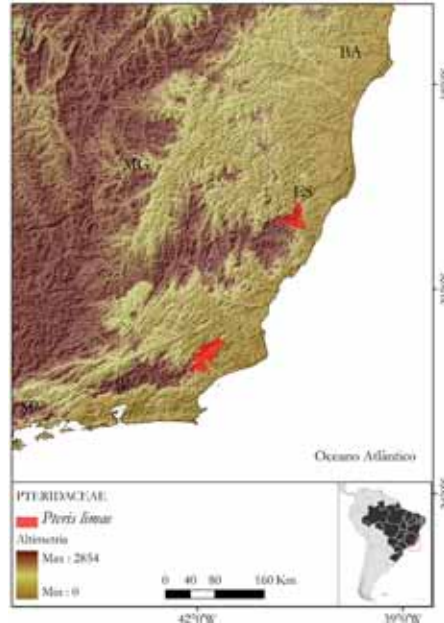 BA
MG
ES
Oceano Atlântico
PTERIDACEAE
Pteris limae
Altimetria
Max : 2854
Min : 0
0 40 80 160 Km
42°0'W 39°0'W